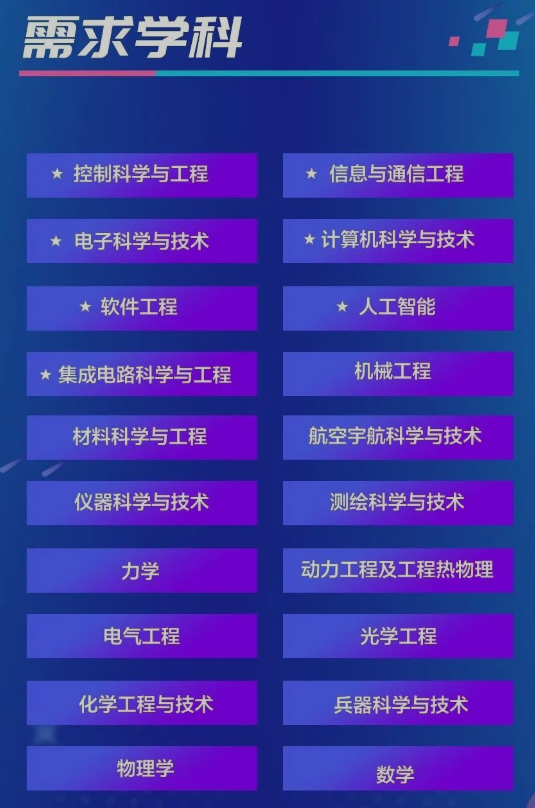 需求学科
★ 控制科学与工程
★ 信息与通信工程
★ 电子科学与技术
★ 计算机科学与技术
★ 软件工程
★ 人工智能
★ 集成电路科学与工程
机械工程
材料科学与工程
航空宇航科学与技术
仪器科学与技术
测绘科学与技术
力学
动力工程及工程热物理
电气工程
光学工程
化学工程与技术
兵器科学与技术
物理学
数学